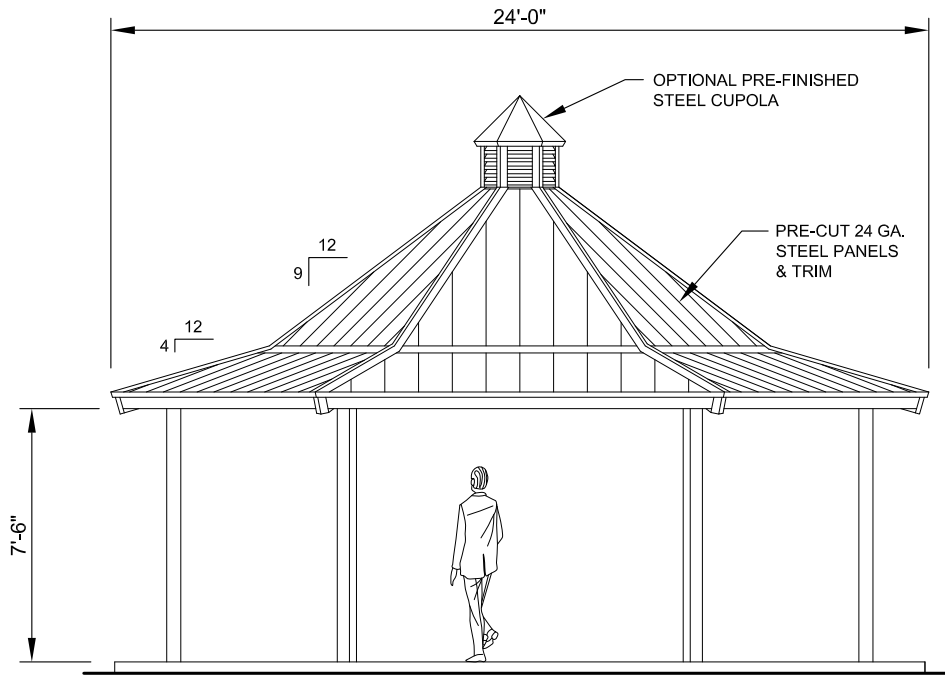 24'-0"
OPTIONAL PRE-FINISHED
STEEL CUPOLA
PRE-CUT 24 GA.
STEEL PANELS
& TRIM
12
9
12
4
7'-6"